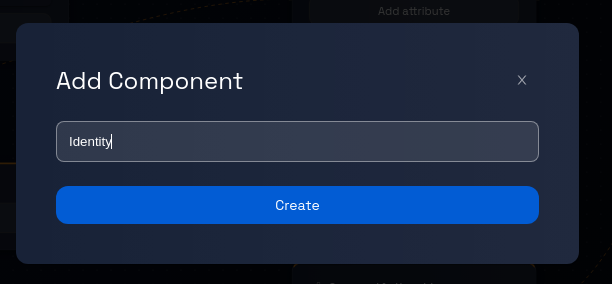 Add attribute
Add Component
X
Identity
Create